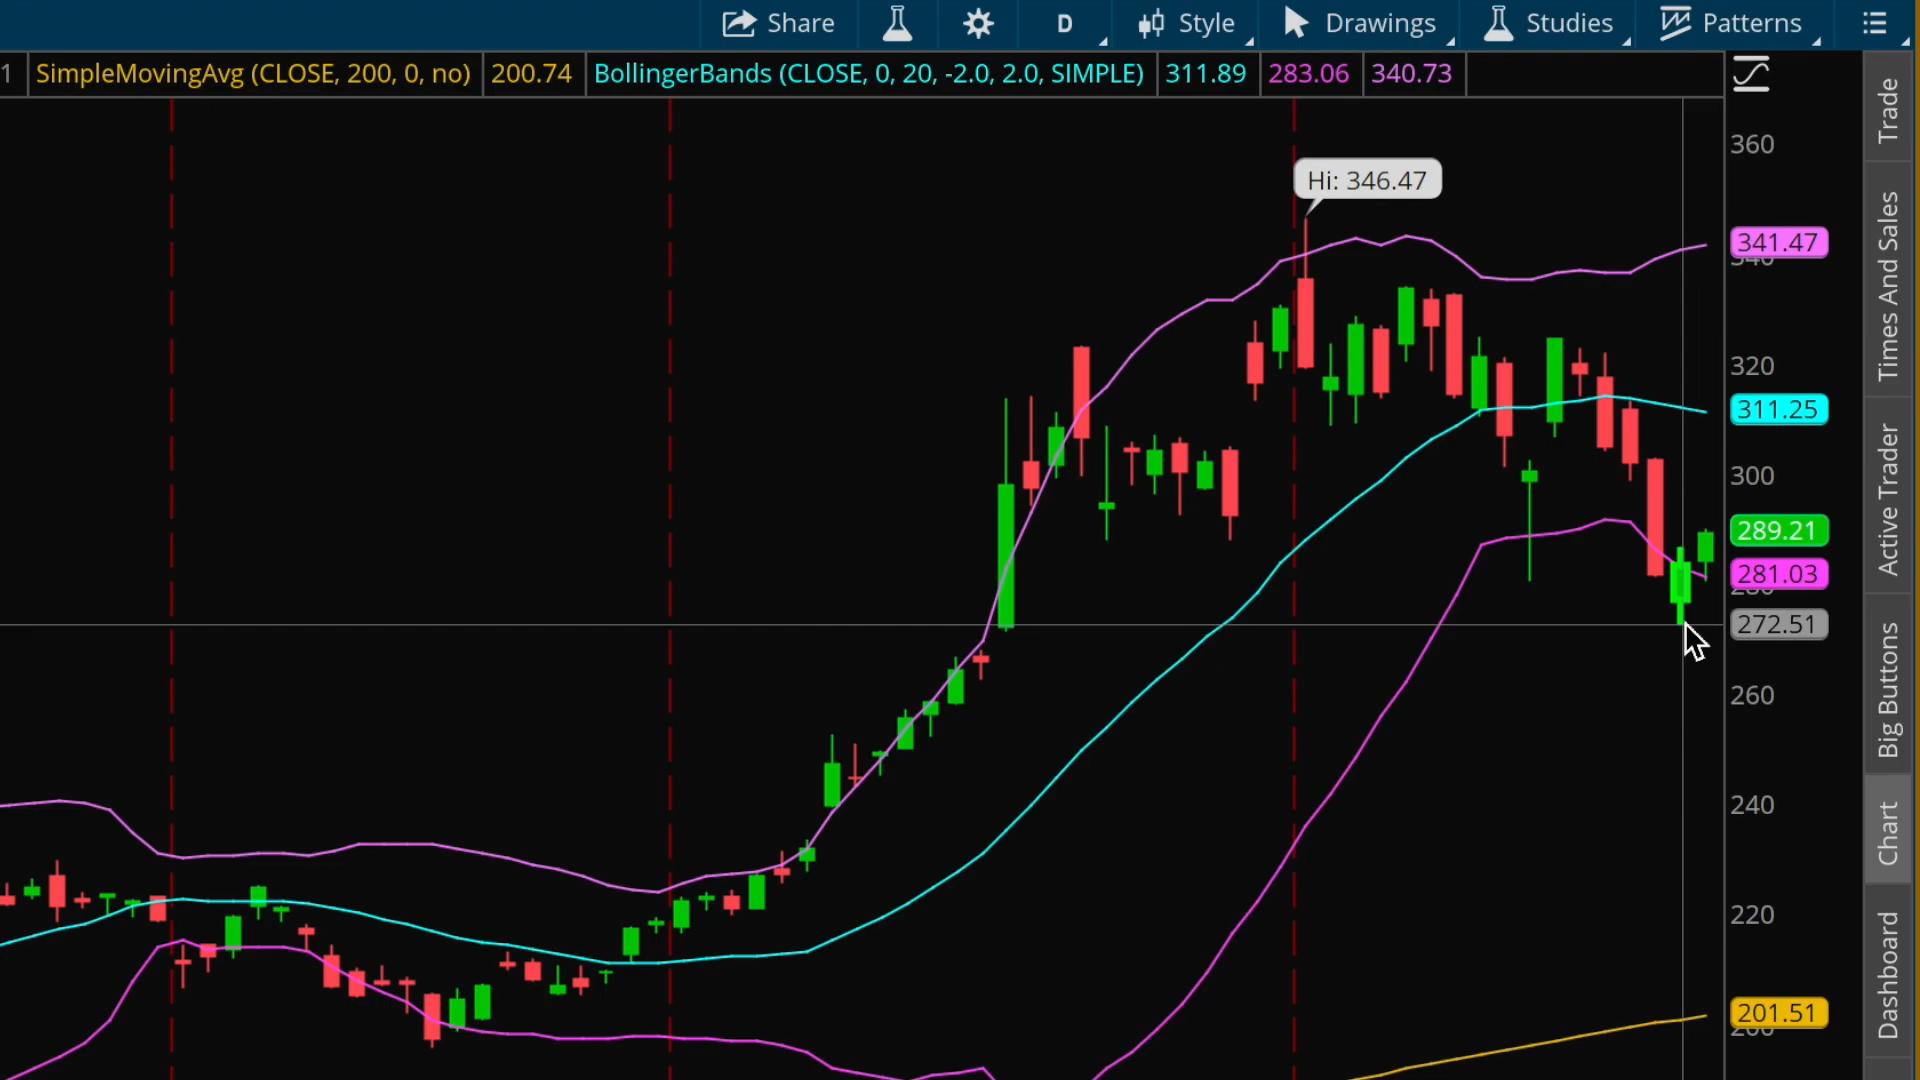 Share D Style Drawings Studies Patterns
1 SimpleMovingAvg (CLOSE, 200, 0, no) 200.74 BollingerBands (CLOSE, 0, 20, -2.0, 2.0, SIMPLE) 311.89 283.06 340.73
360
Hi: 346.47
341.47
320
311.25
300
289.21
281.03
272.51
260
240
220
201.51
Trade
Times And Sales
Active Trader
Big Buttons
Chart
Dashboard